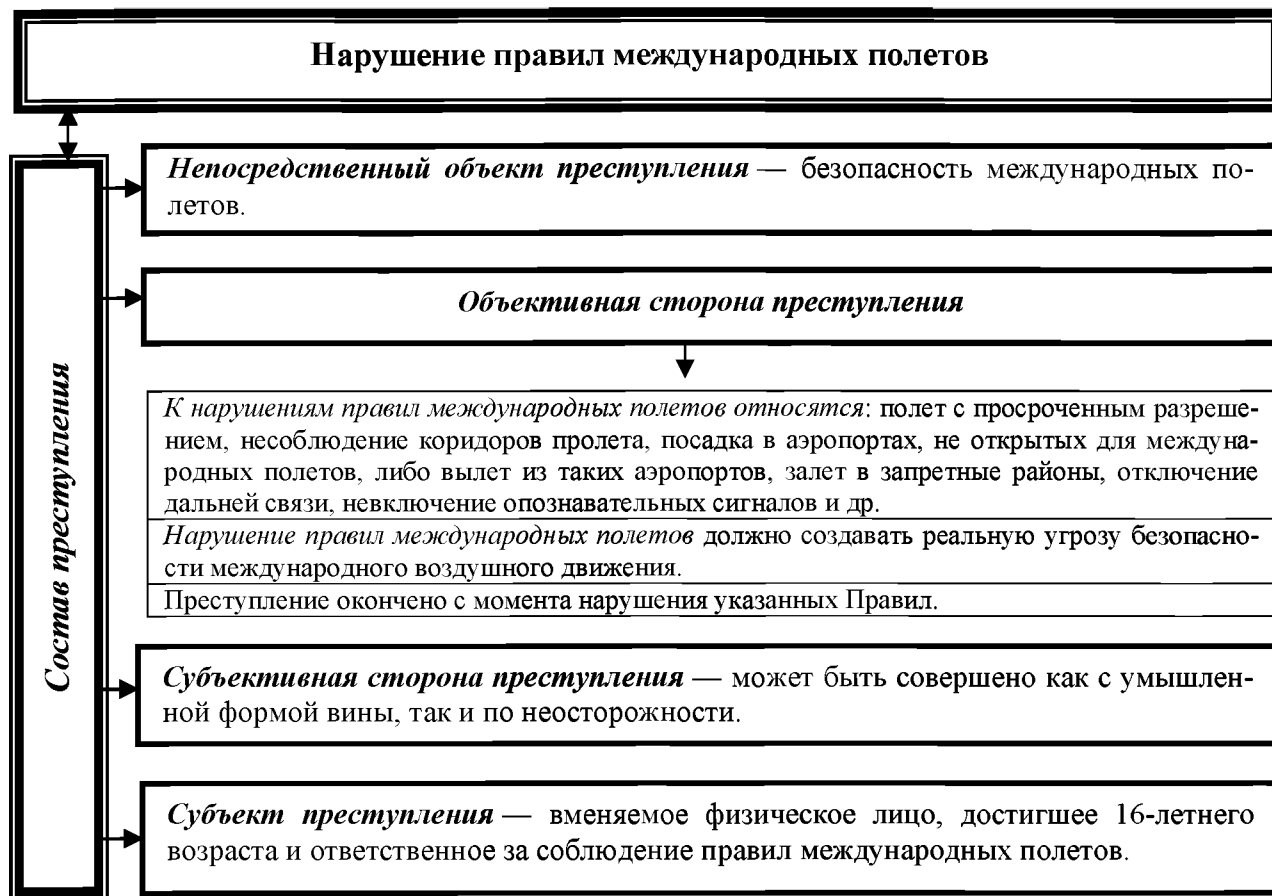 Нарушение правил международных полетов
Состав преступления
Непосредственный объект преступления — безопасность международных по-
летов.
Объективная сторона преступления
К нарушениям правил международных полетов относятся: полет с просроченным разреше-
нием, несоблюдение коридоров пролета, посадка в аэропортах, не открытых для междуна-
родных полетов, либо вылет из таких аэропортов, залет в запретные районы, отключение
дальней связи, невключение опознавательных сигналов и др.
Нарушение правил международных полетов должно создавать реальную угрозу безопасно-
сти международного воздушного движения.
Преступление окончено с момента нарушения указанных Правил.
Субъективная сторона преступления — может быть совершено как с умышлен-
ной формой вины, так и по неосторожности.
Субъект преступления — вменяемое физическое лицо, достигшее 16-летнего
возраста и ответственное за соблюдение правил международных полетов.